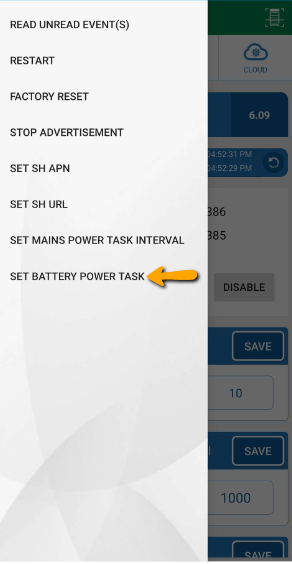 READ UNREAD EVENT(S)
RESTART
FACTORY RESET
STOP ADVERTISEMENT
SET SH APN
SET SH URL
SET MAINS POWER TASK INTERVAL
SET BATTERY POWER TASK
CLOUD
6.09
04:52:31 PM
04:52:29 PM
386
385
DISABLE
SAVE
10
SAVE
1000
SAVE